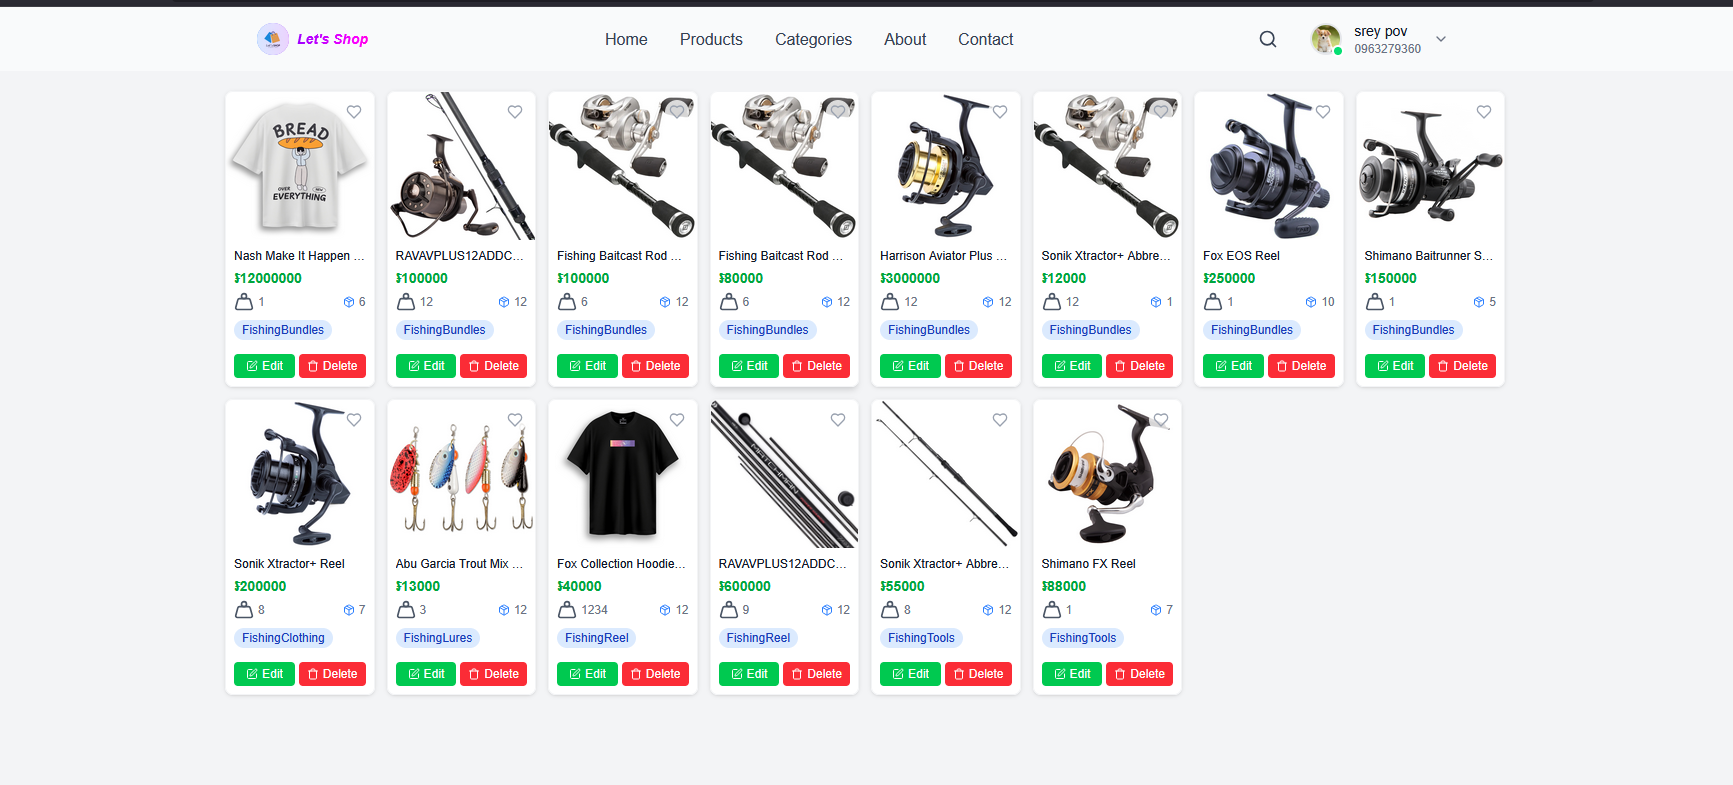 Let's Shop
Home
Products
Categories
About
Contact
srey pov
0963279360
BREAD
OVER
EVERYTHING
Nash Make It Happen ...
៛12000000
1
6
FishingBundles
Edit
Delete
RAVAVPLUS12ADDC...
៛100000
12
12
FishingBundles
Edit
Delete
Fishing Baitcast Rod ...
៛100000
6
12
FishingBundles
Edit
Delete
Fishing Baitcast Rod ...
៛80000
6
12
FishingBundles
Edit
Delete
Harrison Aviator Plus ...
៛3000000
12
12
FishingBundles
Edit
Delete
Sonik Xtractor+ Abbre...
៛12000
12
1
FishingBundles
Edit
Delete
Fox EOS Reel
៛250000
1
10
FishingBundles
Edit
Delete
Shimano Baitrunner S...
៛150000
1
5
FishingBundles
Edit
Delete
Sonik Xtractor+ Reel
៛200000
8
7
FishingClothing
Edit
Delete
Abu Garcia Trout Mix ...
៛13000
3
12
FishingLures
Edit
Delete
Fox Collection Hoodie...
៛40000
1234
12
FishingReel
Edit
Delete
RAVAVPLUS12ADDC...
៛600000
9
12
FishingReel
Edit
Delete
Sonik Xtractor+ Abbre...
៛55000
8
12
FishingTools
Edit
Delete
Shimano FX Reel
៛88000
1
7
FishingTools
Edit
Delete